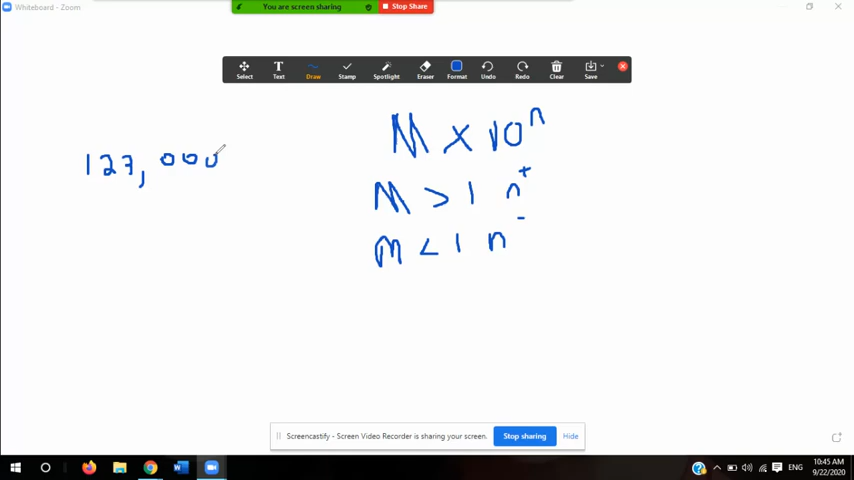 Whiteboard - Zoom
You are screen sharing
Stop Share
Select Text Draw Stamp Spotlight Eraser Format Undo Redo Clear Save
M × 10ⁿ
127,000
M > 1 n⁺
m < 1 n⁻
Screencastify - Screen Video Recorder is sharing your screen.
Stop sharing
Hide
ENG
10:45 AM
9/22/2020